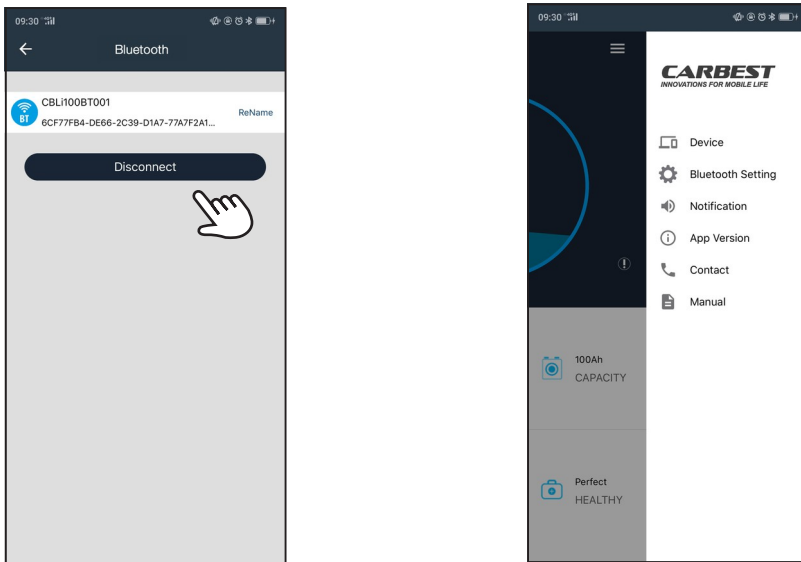 09:30
Bluetooth
CBLi100BT001
6CF77FB4-DE66-2C39-D1A7-77A7F2A1...
ReName
BT
Disconnect
09:30
CARBEST
INNOVATIONS FOR MOBILE LIFE
Device
Bluetooth Setting
Notification
App Version
Contact
Manual
100Ah
CAPACITY
Perfect
HEALTHY